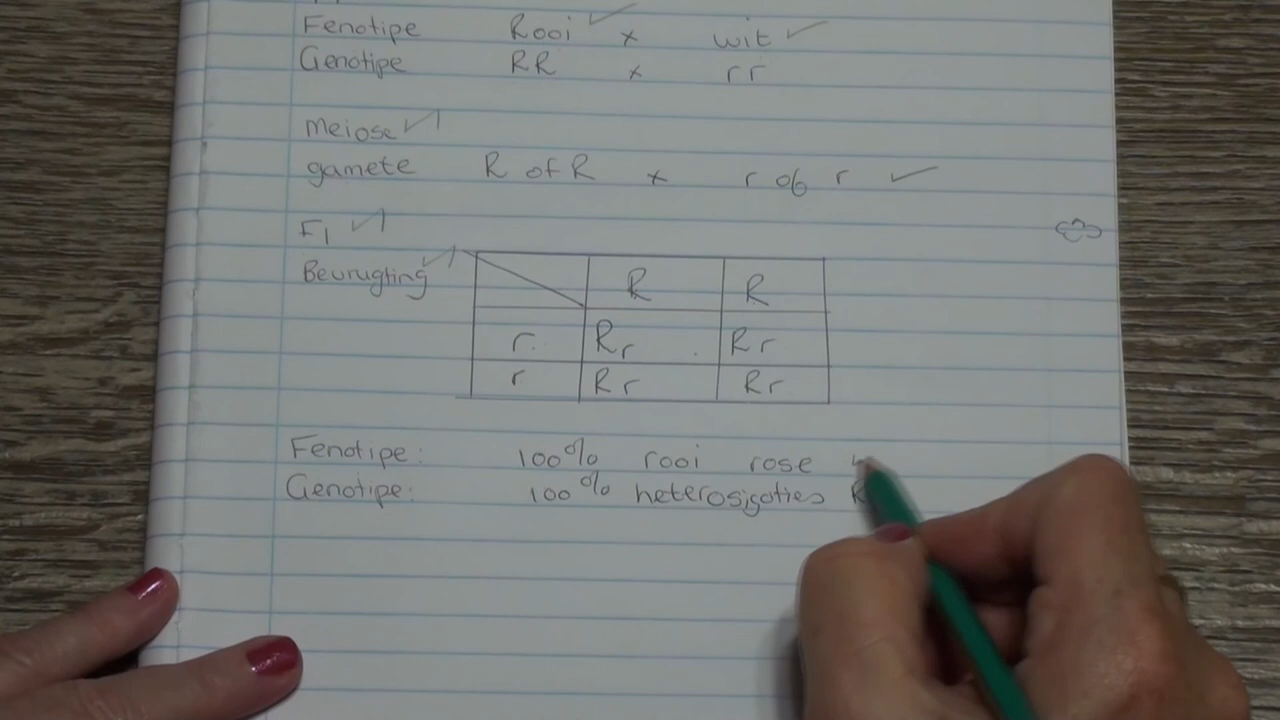 Fenotipe Rooi x wit
Genotipe RR x rr
Meiose
gamete R of R x r of r
F1
Bevrugting
R R
r Rr Rr
r Rr Rr
Fenotipe: 100% rooi rose
Genotipe: 100% heterosigoties R